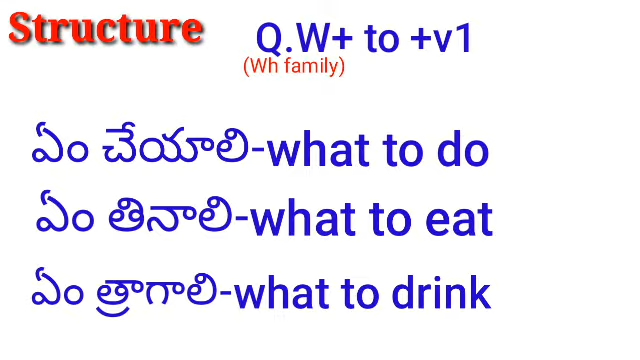 Structure Q.W+ to +v1
(Wh family)
ఏం చేయాలి-what to do
ఏం తినాలి-what to eat
ఏం త్రాగాలి-what to drink